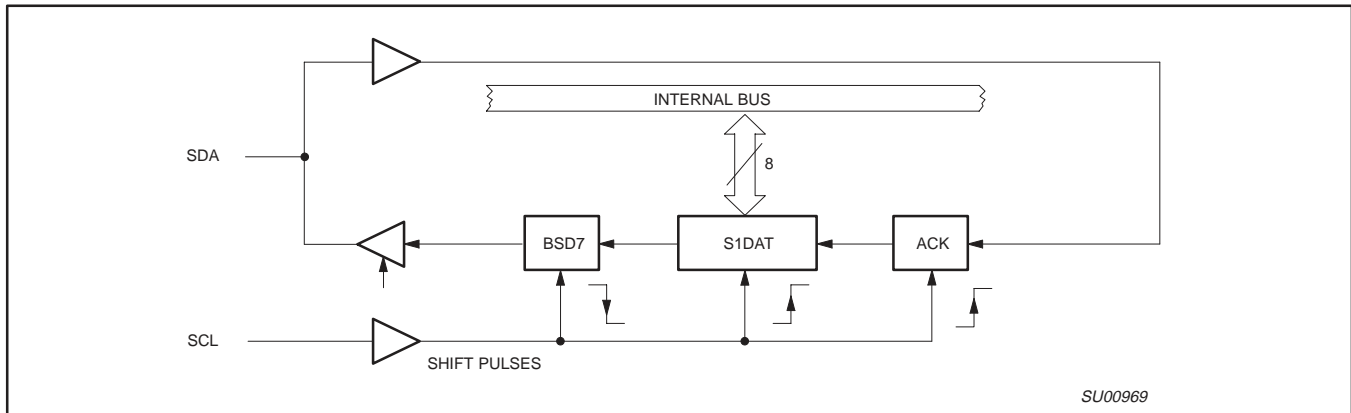 INTERNAL BUS
SDA
8
BSD7
S1DAT
ACK
SCL
SHIFT PULSES
SU00969